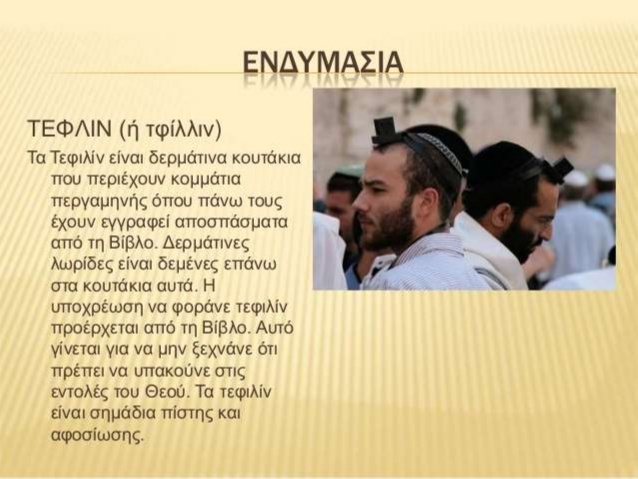 ΕΝΔΥΜΑΣΙΑ
ΤΕΦΛΙΝ (ή τφίλλιν)
Τα Τεφιλίν είναι δερμάτινα κουτάκια
που περιέχουν κομμάτια
περγαμηνής όπου πάνω τους
έχουν εγγραφεί αποσπάσματα
από τη Βίβλο. Δερμάτινες
λωρίδες είναι δεμένες επάνω
στα κουτάκια αυτά. Η
υποχρέωση να φοράνε τεφιλίν
προέρχεται από τη Βίβλο. Αυτό
γίνεται για να μην ξεχνάνε ότι
πρέπει να υπακούνε στις
εντολές του Θεού. Τα τεφιλίν
είναι σημάδια πίστης και
αφοσίωσης.